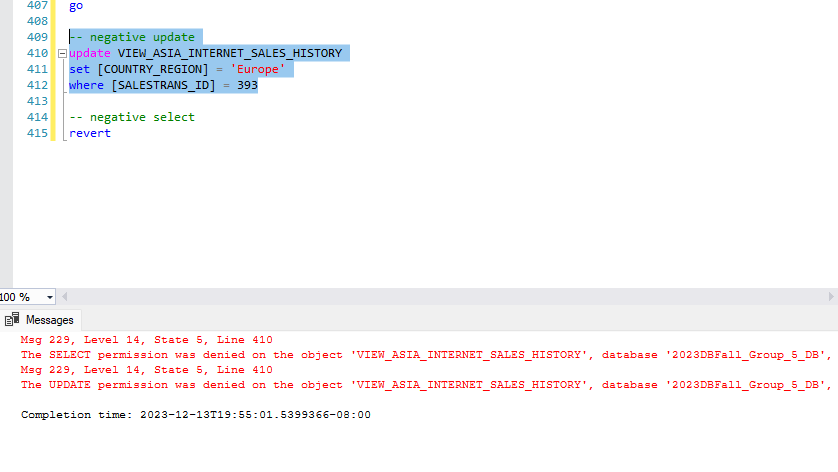 407 go
408
409 -- negative update
410 update VIEW_ASIA_INTERNET_SALES_HISTORY
411 set [COUNTRY_REGION] = 'Europe'
412 where [SALESTRANS_ID] = 393
413
414 -- negative select
415 revert
100 %
Messages
Msg 229, Level 14, State 5, Line 410
The SELECT permission was denied on the object 'VIEW_ASIA_INTERNET_SALES_HISTORY', database '2023DBFall_Group_5_DB',
Msg 229, Level 14, State 5, Line 410
The UPDATE permission was denied on the object 'VIEW_ASIA_INTERNET_SALES_HISTORY', database '2023DBFall_Group_5_DB',
Completion time: 2023-12-13T19:55:01.5399366-08:00